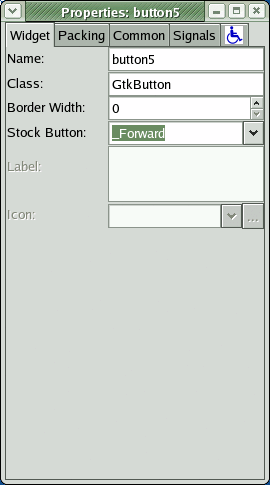 Properties: button5
Widget Packing Common Signals
Name: button5
Class: GtkButton
Border Width: 0
Stock Button: _Forward
Label:
Icon: ...